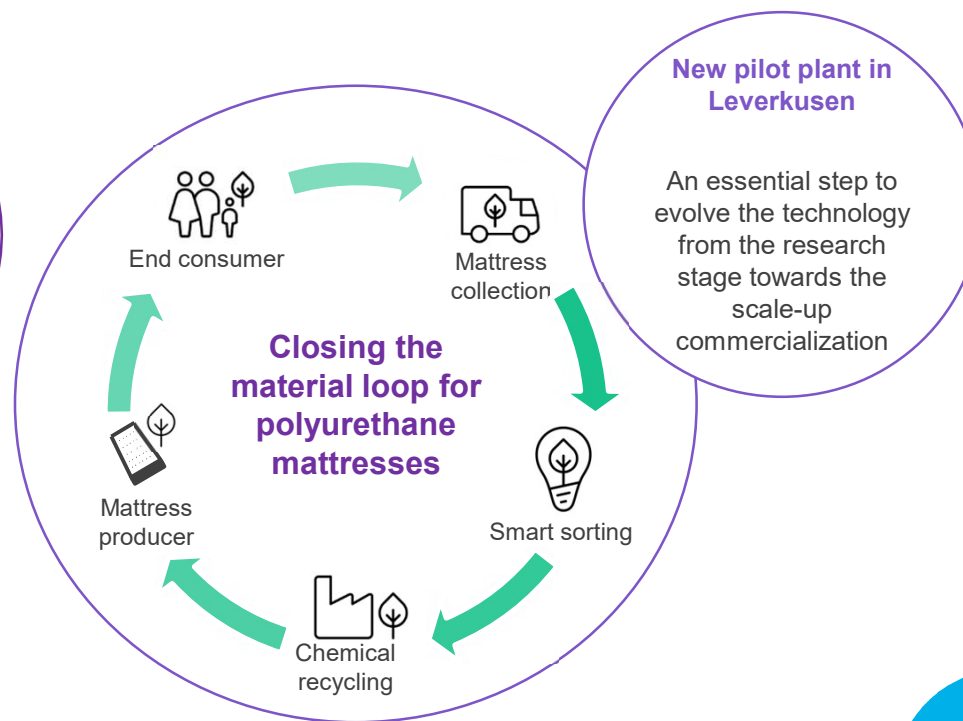 New pilot plant in
Leverkusen
An essential step to
evolve the technology
from the research
stage towards the
scale-up
commercialization
End consumer
Mattress
collection
Closing the
material loop for
polyurethane
mattresses
Mattress
producer
Smart sorting
Chemical
recycling